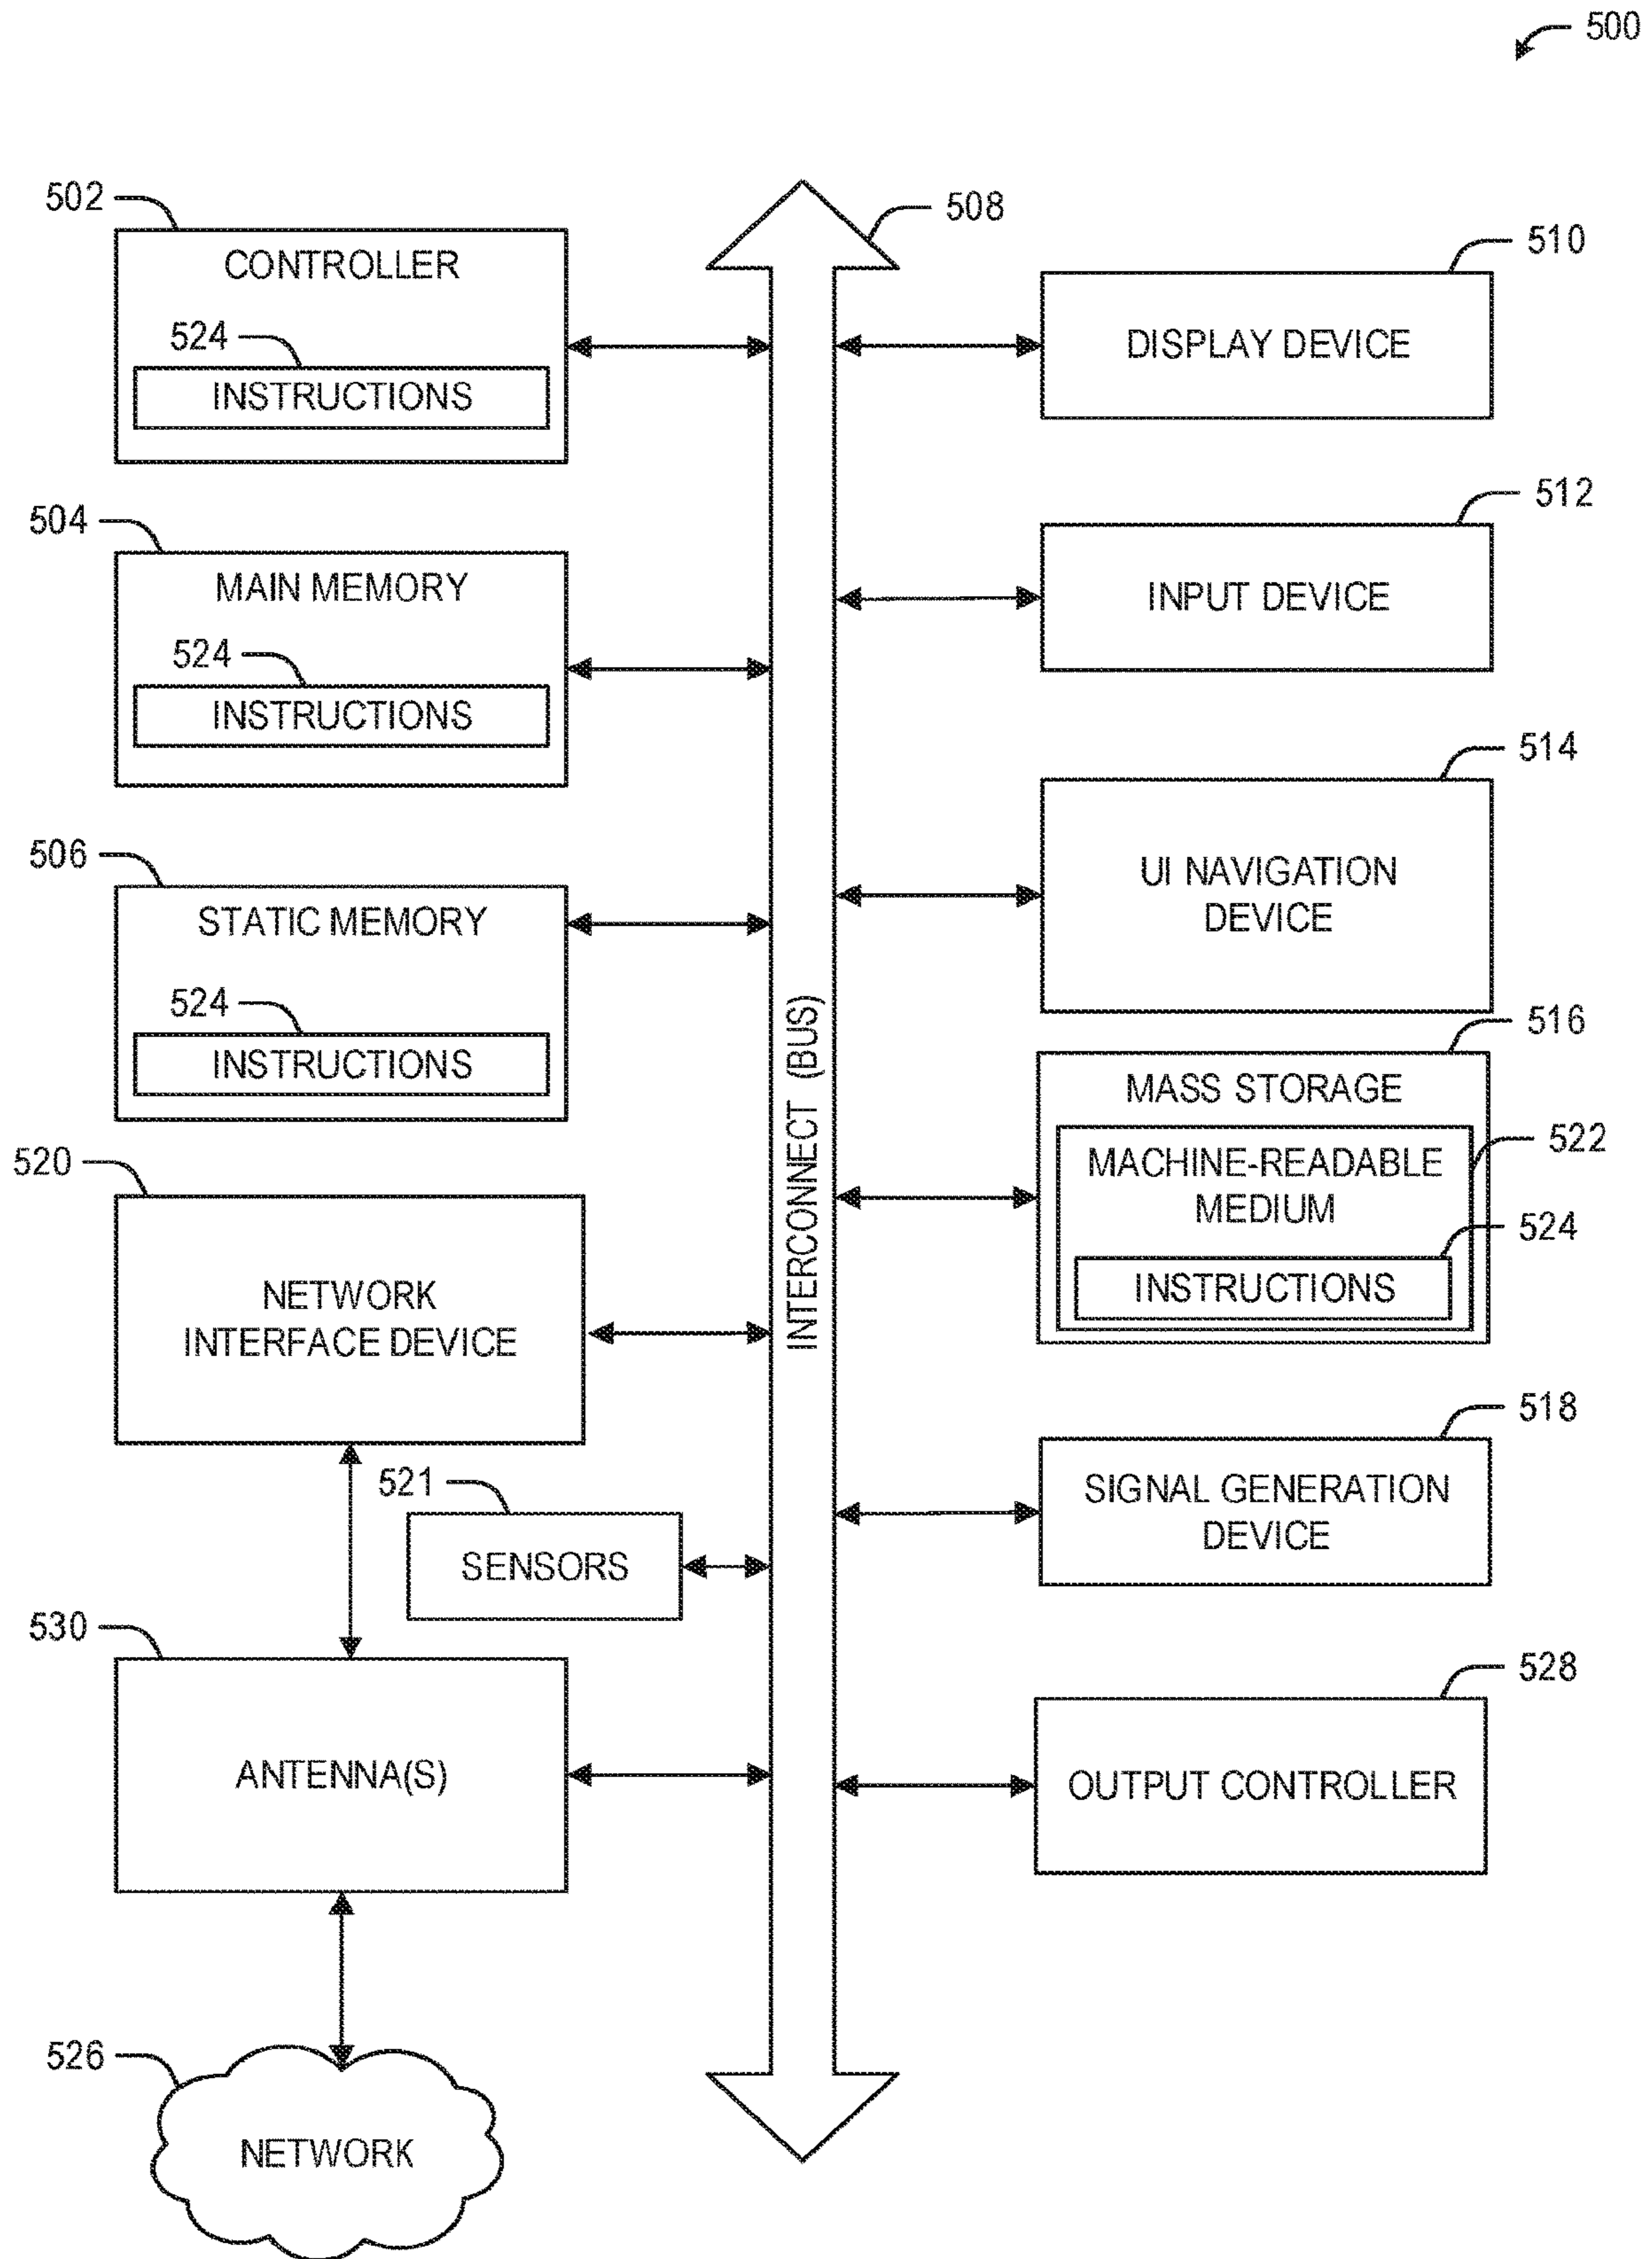 500
502
CONTROLLER
524
INSTRUCTIONS
504
MAIN MEMORY
524
INSTRUCTIONS
506
STATIC MEMORY
524
INSTRUCTIONS
520
NETWORK
INTERFACE DEVICE
521
SENSORS
530
ANTENNA(S)
526
NETWORK
508
INTERCONNECT (BUS)
510
DISPLAY DEVICE
512
INPUT DEVICE
514
UI NAVIGATION
DEVICE
516
MASS STORAGE
522
MACHINE-READABLE
MEDIUM
524
INSTRUCTIONS
518
SIGNAL GENERATION
DEVICE
528
OUTPUT CONTROLLER